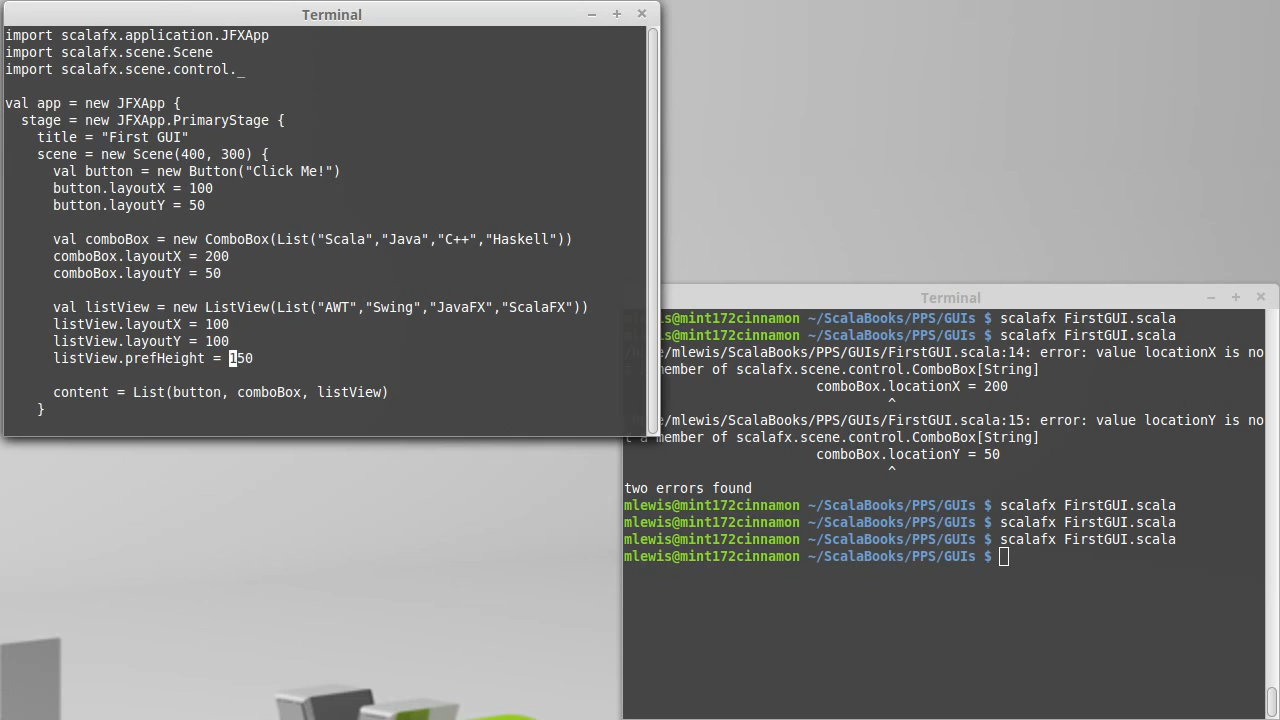 Terminal
import scalafx.application.JFXApp
import scalafx.scene.Scene
import scalafx.scene.control._
val app = new JFXApp {
stage = new JFXApp.PrimaryStage {
title = "First GUI"
scene = new Scene(400, 300) {
val button = new Button("Click Me!")
button.layoutX = 100
button.layoutY = 50
val comboBox = new ComboBox(List("Scala","Java","C++","Haskell"))
comboBox.layoutX = 200
comboBox.layoutY = 50
val listView = new ListView(List("AWT","Swing","JavaFX","ScalaFX"))
listView.layoutX = 100
listView.layoutY = 100
listView.prefHeight = 150
content = List(button, comboBox, listView)
}
Terminal
mlewis@mint172cinnamon ~/ScalaBooks/PPS/GUIs $ scalafx FirstGUI.scala
mlewis@mint172cinnamon ~/ScalaBooks/PPS/GUIs $ scalafx FirstGUI.scala
/home/mlewis/ScalaBooks/PPS/GUIs/FirstGUI.scala:14: error: value locationX is no
t a member of scalafx.scene.control.ComboBox[String]
comboBox.locationX = 200
^
/home/mlewis/ScalaBooks/PPS/GUIs/FirstGUI.scala:15: error: value locationY is no
t a member of scalafx.scene.control.ComboBox[String]
comboBox.locationY = 50
^
two errors found
mlewis@mint172cinnamon ~/ScalaBooks/PPS/GUIs $ scalafx FirstGUI.scala
mlewis@mint172cinnamon ~/ScalaBooks/PPS/GUIs $ scalafx FirstGUI.scala
mlewis@mint172cinnamon ~/ScalaBooks/PPS/GUIs $ scalafx FirstGUI.scala
mlewis@mint172cinnamon ~/ScalaBooks/PPS/GUIs $